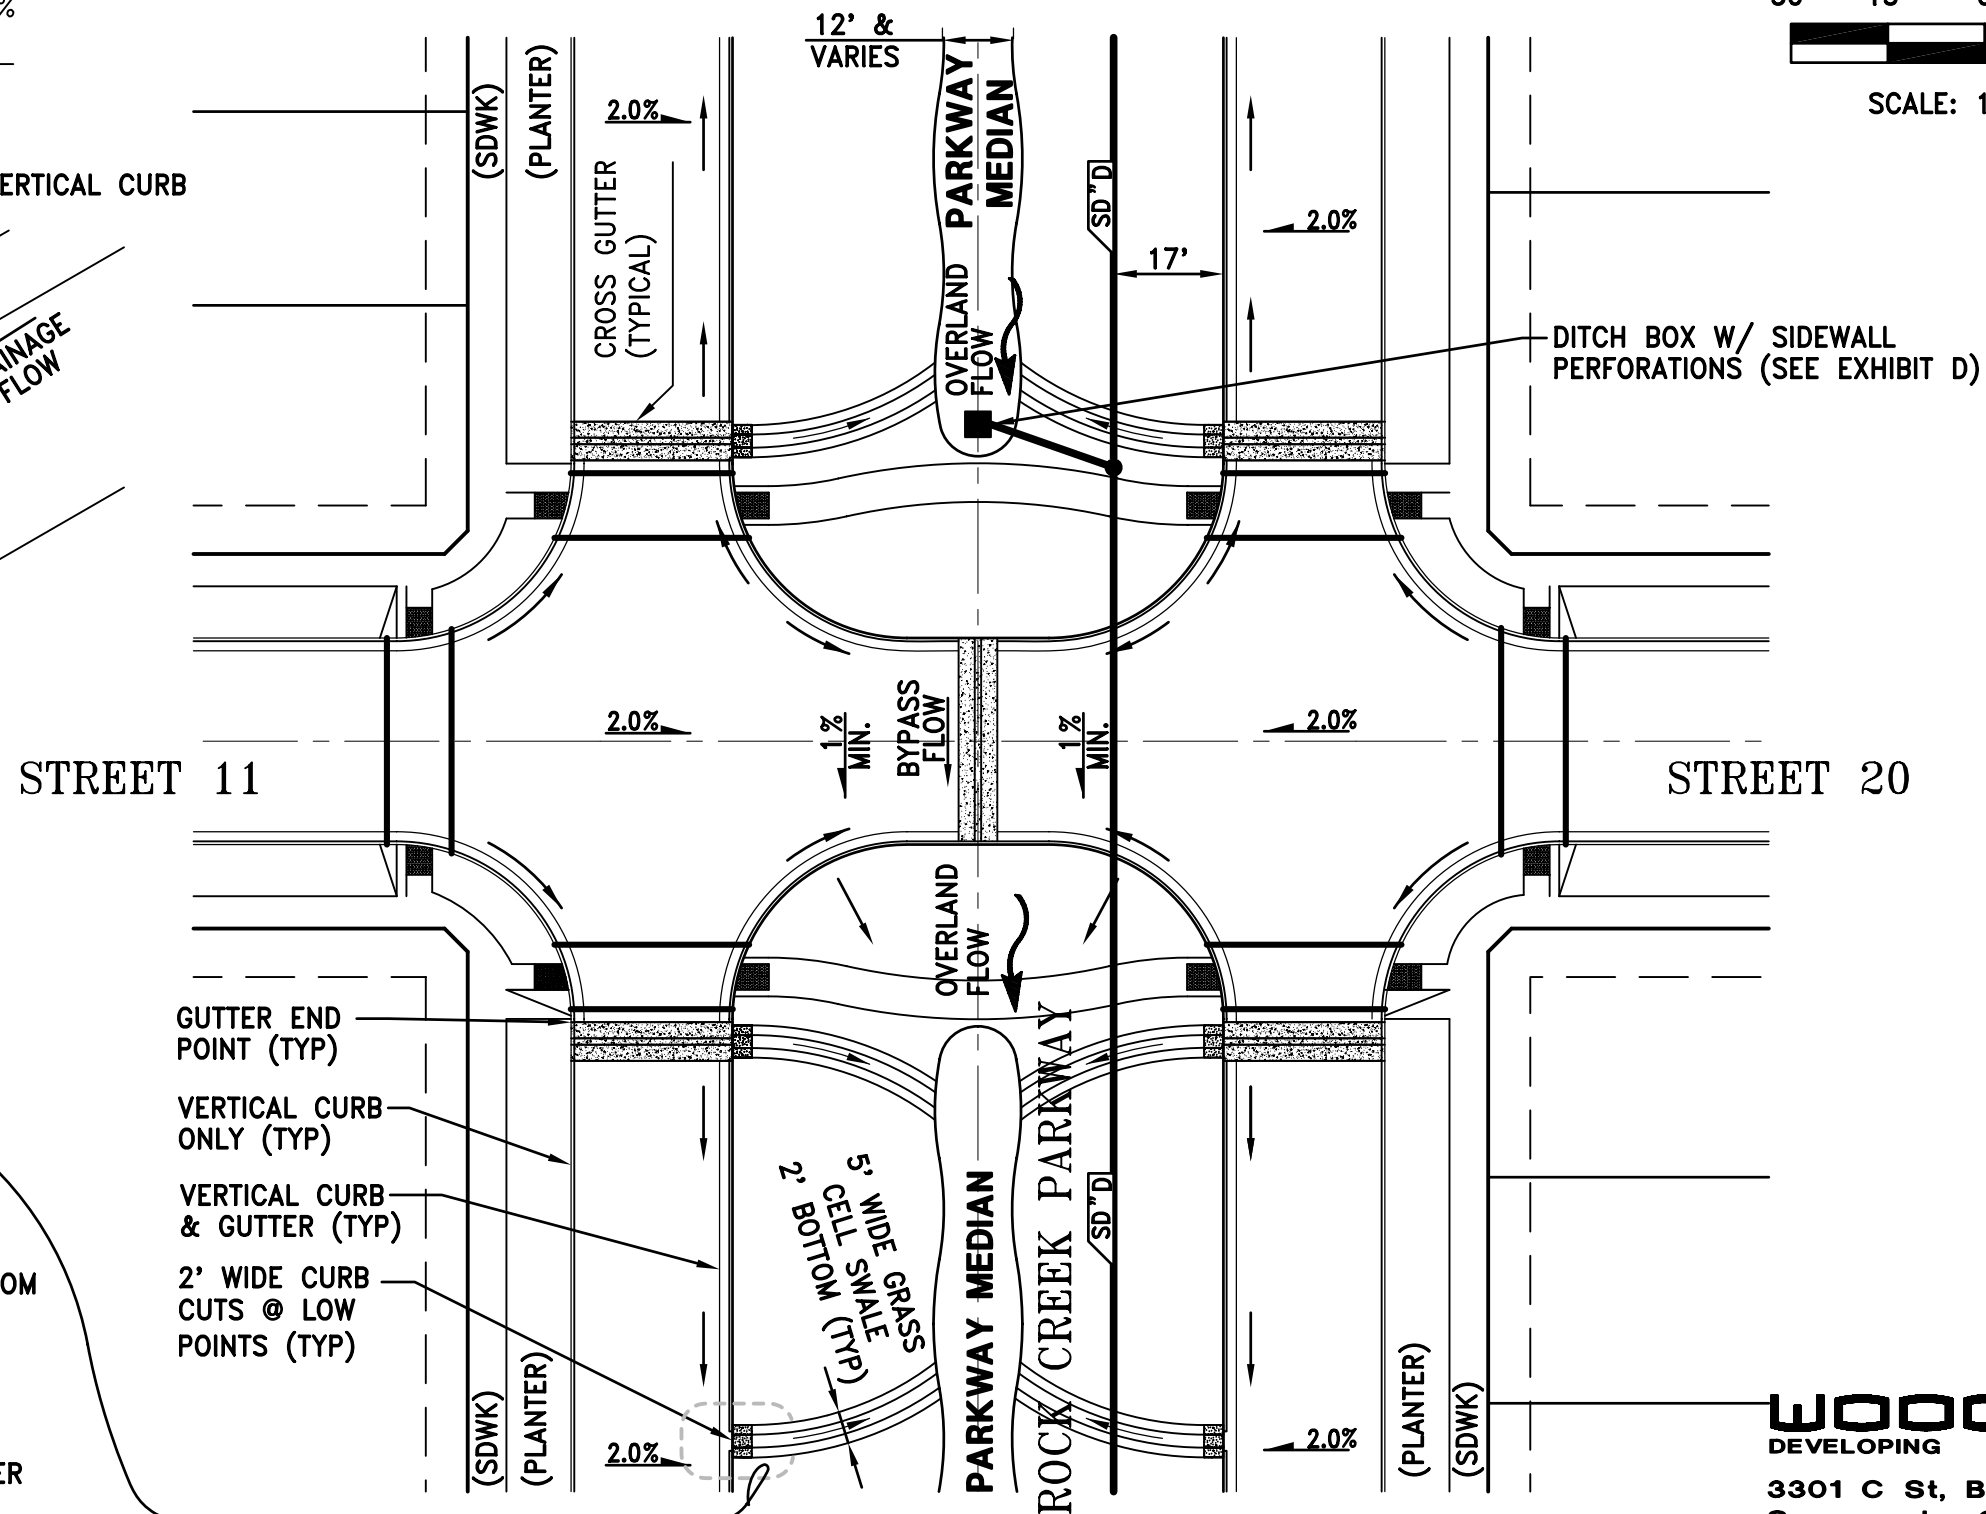 12' &
VARIES
PARKWAY
MEDIAN
SCALE: 1
(SDWK)
(PLANTER)
2.0%
ERTICAL CURB
CROSS GUTTER
(TYPICAL)
SD"D
2.0%
17'
OVERLAND
FLOW
AINAGE
FLOW
DITCH BOX W/ SIDEWALL
PERFORATIONS (SEE EXHIBIT D)
2.0%
1%
MIN.
BYPASS
FLOW
1%
MIN.
2.0%
STREET 11
STREET 20
OVERLAND
FLOW
GUTTER END
POINT (TYP)
VERTICAL CURB
ONLY (TYP)
VERTICAL CURB
& GUTTER (TYP)
2' WIDE CURB
CUTS @ LOW
POINTS (TYP)
5' WIDE GRASS
CELL SWALE
2' BOTTOM (TYP)
PARKWAY MEDIAN
ROCK CREEK PARKWAY
SD"D
OM
ER
(SDWK)
(PLANTER)
2.0%
2.0%
(PLANTER)
(SDWK)
WOO
DEVELOPING
3301 C St, B